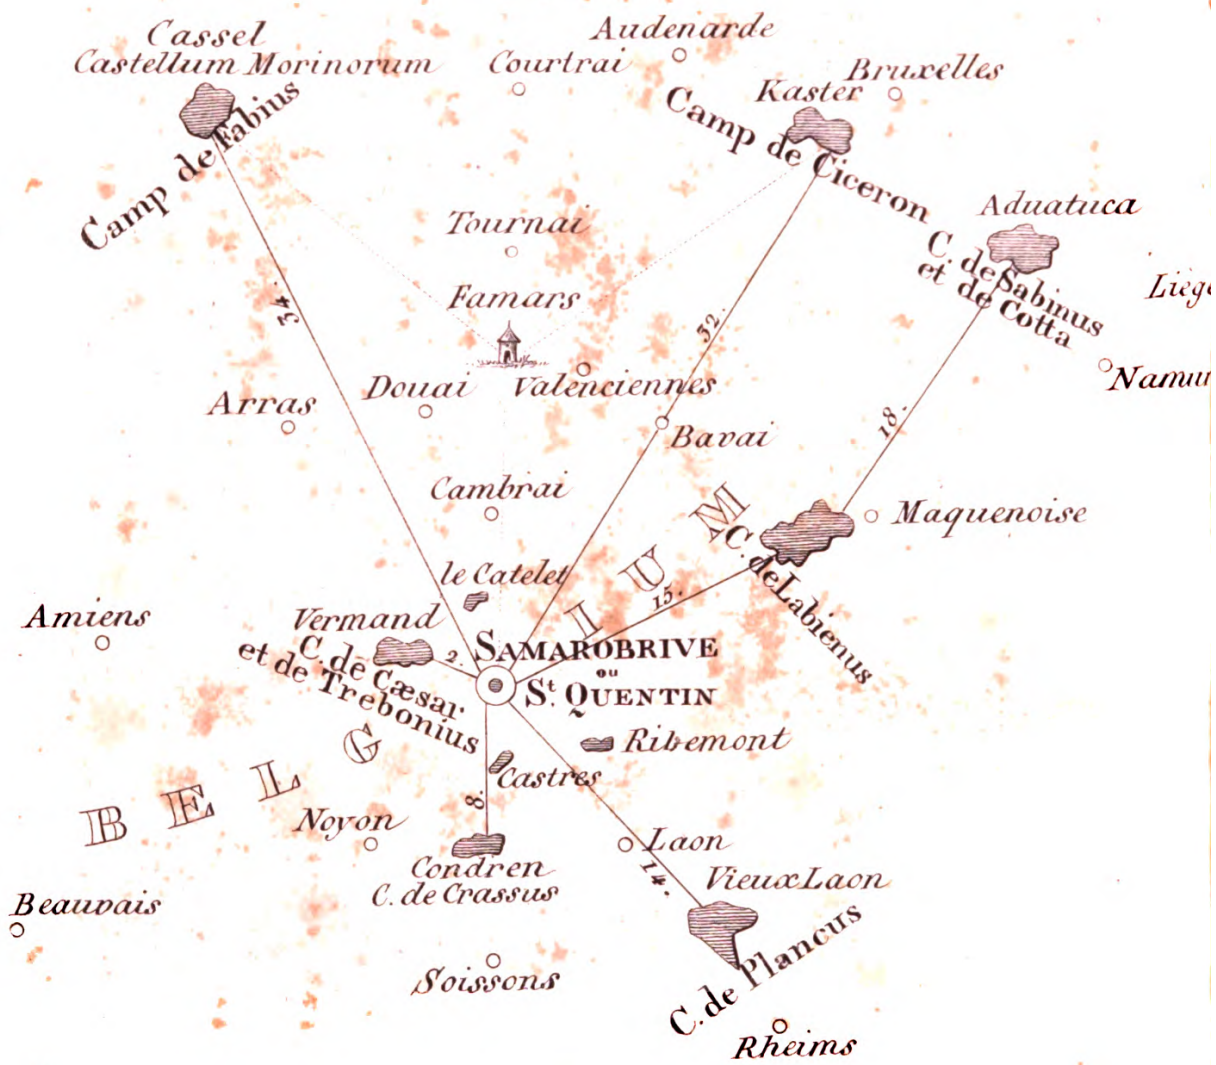 Cassel
Castellum Morinorum
Camp de Fabius
Courtrai
Audenarde
Bruxelles
Kaster
Camp de Ciceron
Aduatuca
C. de Sabinus
et de Cotta
Liège
Namur
Tournai
Famars
34.
32.
18.
Arras
Douai
Valenciennes
Bavai
Cambrai
Maquenoise
C. de Labienus
le Catelet
15.
Amiens
Vermand
C. de Cæsar
et de Trebonius
2.
SAMAROBRIVE
ou
St. QUENTIN
BELGIUM
Ribemont
Castres
8.
Noyon
Condren
C. de Crassus
Laon
14.
Vieux Laon
C. de Plancus
Beauvais
Soissons
Rheims